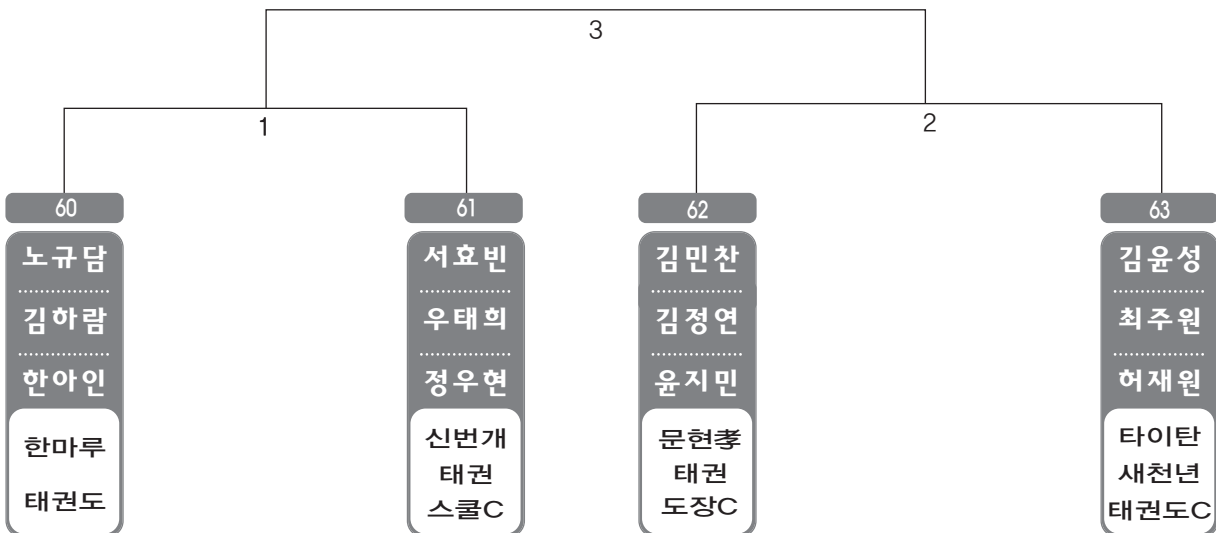 3
1
2
60
노규담
김하람
한아인
한마루
태권도
61
서효빈
우태희
정우현
신번개
태권
스쿨C
62
김민찬
김정연
윤지민
문현孝
태권
도장C
63
김윤성
최주원
허재원
타이탄
새천년
태권도C